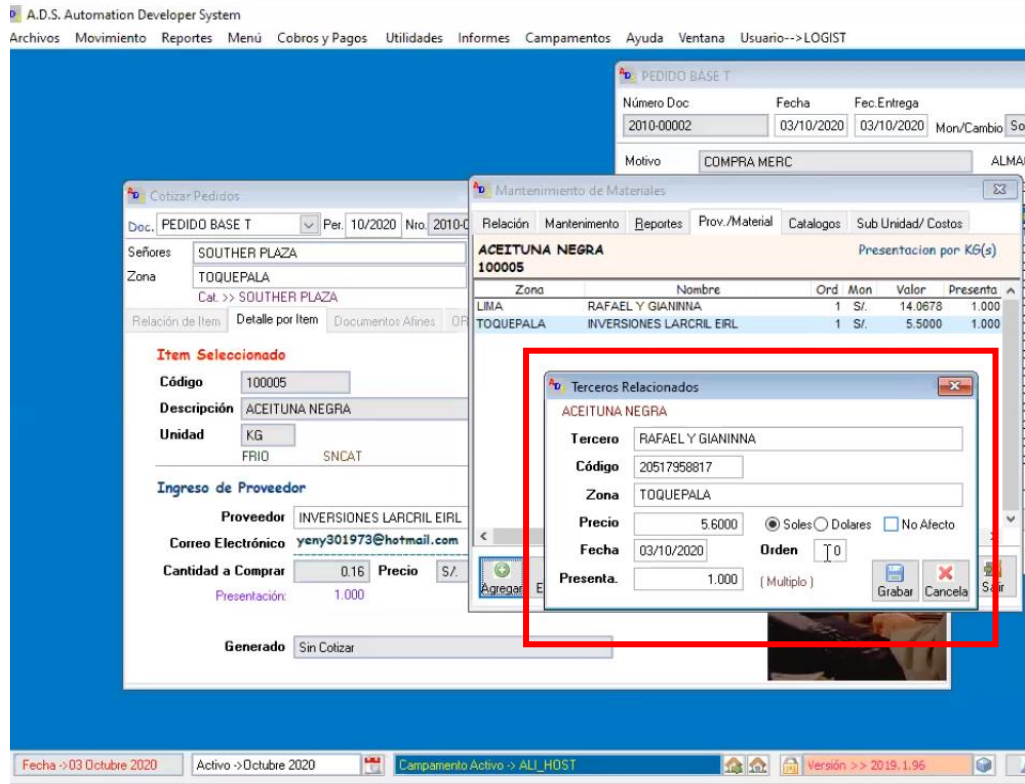 A.D.S. Automation Developer System
Archivos Movimiento Reportes Menú Cobros y Pagos Utilidades Informes Campamentos Ayuda Ventana Usuario-->LOGIST
PEDIDO BASE T
Número Doc Fecha Fec.Entrega
2010-00002 03/10/2020 03/10/2020 Mon/Cambio So
Motivo COMPRA MERC ALMA
Cotizar Pedidos
Doc. PEDIDO BASE T Per. 10/2020 Nro. 2010-0
Señores SOUTHER PLAZA
Zona TOQUEPALA
Cat. >> SOUTHER PLAZA
Relación de Item Detalle por Item Documentos Afines OR
Item Seleccionado
Código 100005
Descripción ACEITUNA NEGRA
Unidad KG
FRIO SNCAT
Ingreso de Proveedor
Proveedor INVERSIONES LARCRIL EIRL
Correo Electrónico yeny301973@hotmail.com
Cantidad a Comprar 0.16 Precio S/.
Presentación: 1.000
Generado Sin Cotizar
Mantenimiento de Materiales
Relación Mantenimiento Reportes Prov./Material Catalogos Sub Unidad/ Costos
ACEITUNA NEGRA Presentacion por KG(s)
100005
Zona Nombre Ord Mon Valor Presenta
LIMA RAFAEL Y GIANINNA 1 S/. 14.0678 1.000
TOQUEPALA INVERSIONES LARCRIL EIRL 1 S/. 5.5000 1.000
Agregar E Salir
Terceros Relacionados
ACEITUNA NEGRA
Tercero RAFAEL Y GIANINNA
Código 20517958817
Zona TOQUEPALA
Precio 5.6000 Soles Dolares No Afecto
Fecha 03/10/2020 Orden 0
Presenta. 1.000 ( Multiplo )
Grabar Cancela
Fecha ->03 Octubre 2020 Activo ->Octubre 2020 Campamento Activo -> ALI_HOST Versión >> 2019.1.96